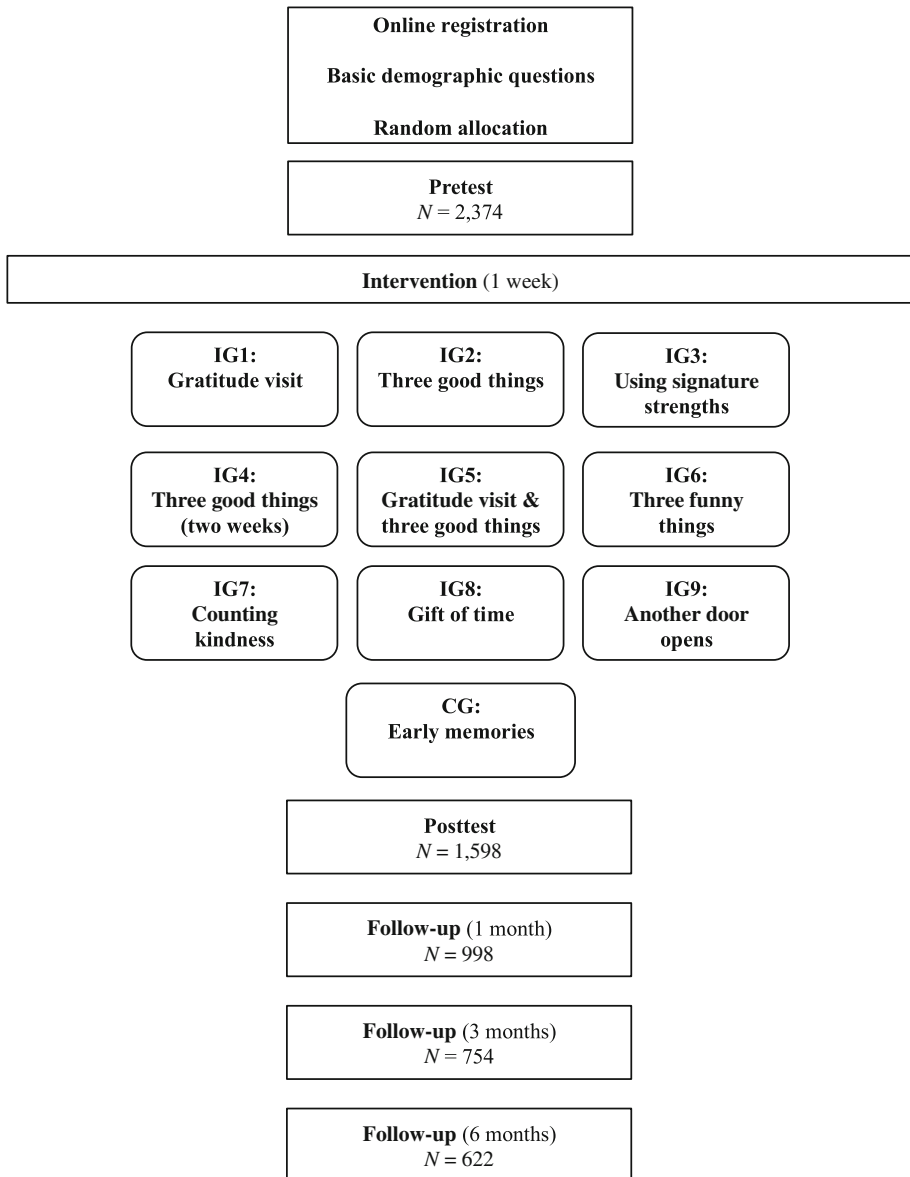 Online registration
Basic demographic questions
Random allocation
Pretest
N = 2,374
Intervention (1 week)
IG1:
Gratitude visit
IG2:
Three good things
IG3:
Using signature
strengths
IG4:
Three good things
(two weeks)
IG5:
Gratitude visit &
three good things
IG6:
Three funny
things
IG7:
Counting
kindness
IG8:
Gift of time
IG9:
Another door
opens
CG:
Early memories
Posttest
N = 1,598
Follow-up (1 month)
N = 998
Follow-up (3 months)
N = 754
Follow-up (6 months)
N = 622